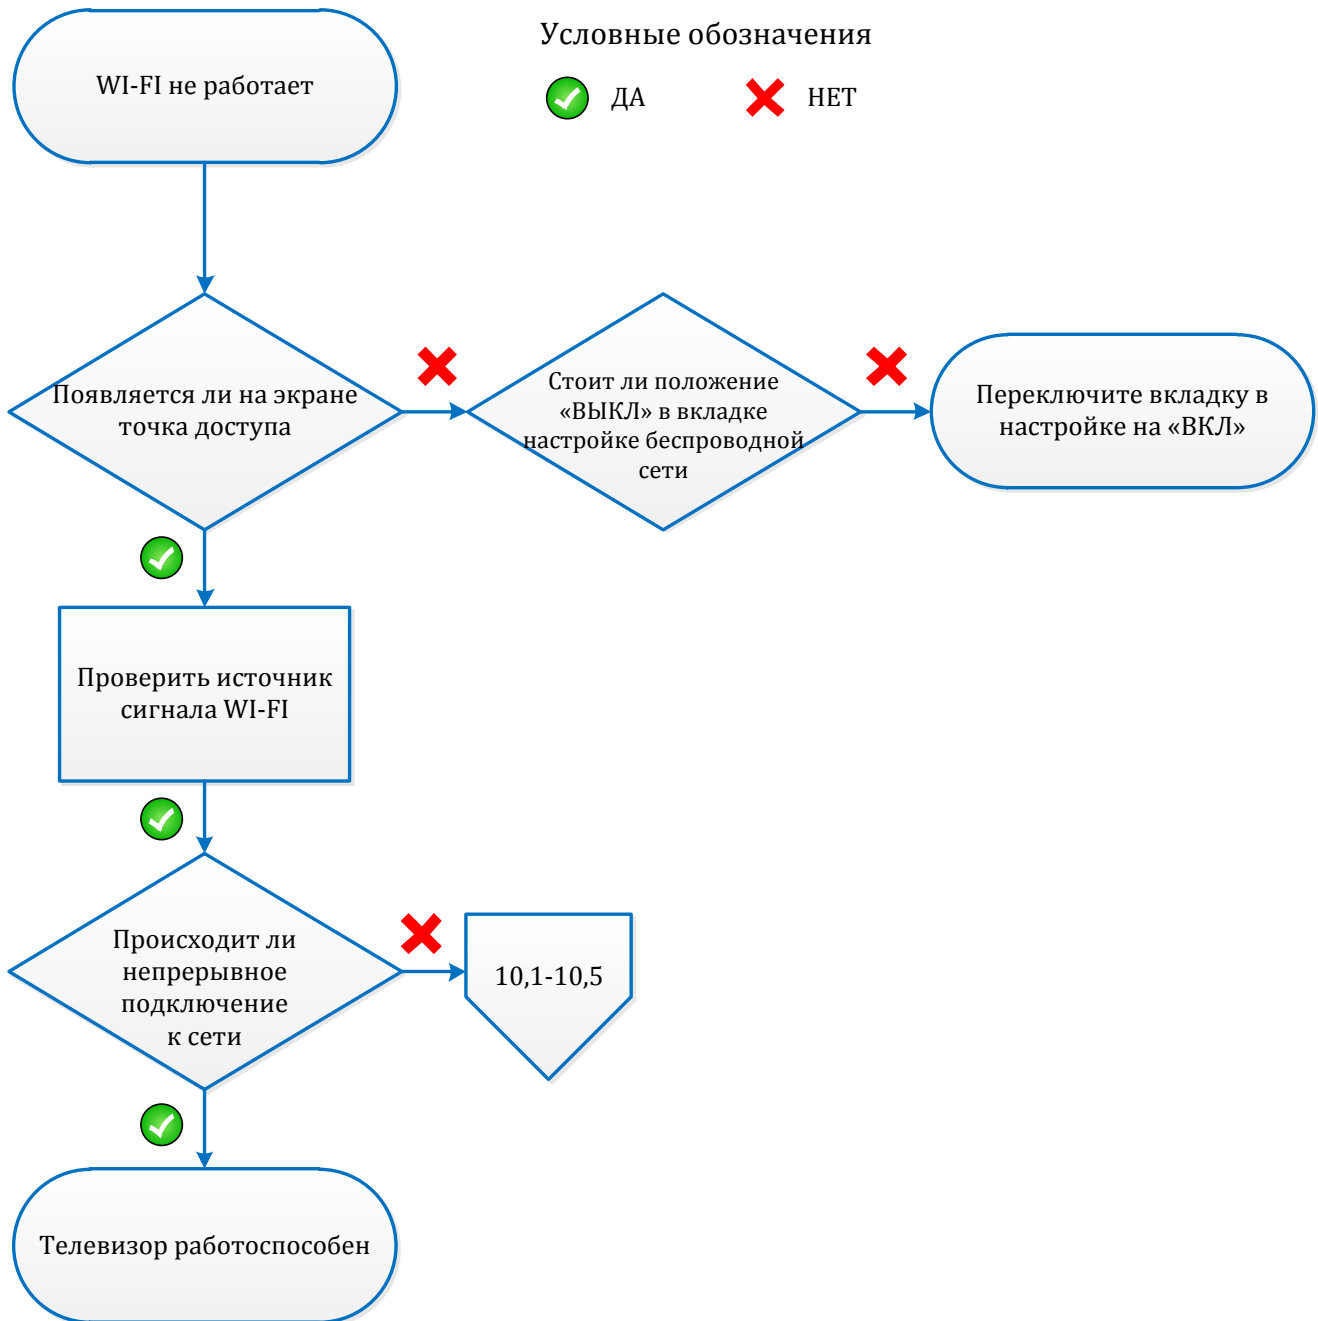 Условные обозначения
ДА
НЕТ
WI-FI не работает
Появляется ли на экране
точка доступа
Стоит ли положение
«ВЫКЛ» в вкладке
настройке беспроводной
сети
Переключите вкладку в
настройке на «ВКЛ»
Проверить источник
сигнала WI-FI
Происходит ли
непрерывное
подключение
к сети
10,1-10,5
Телевизор работоспособен